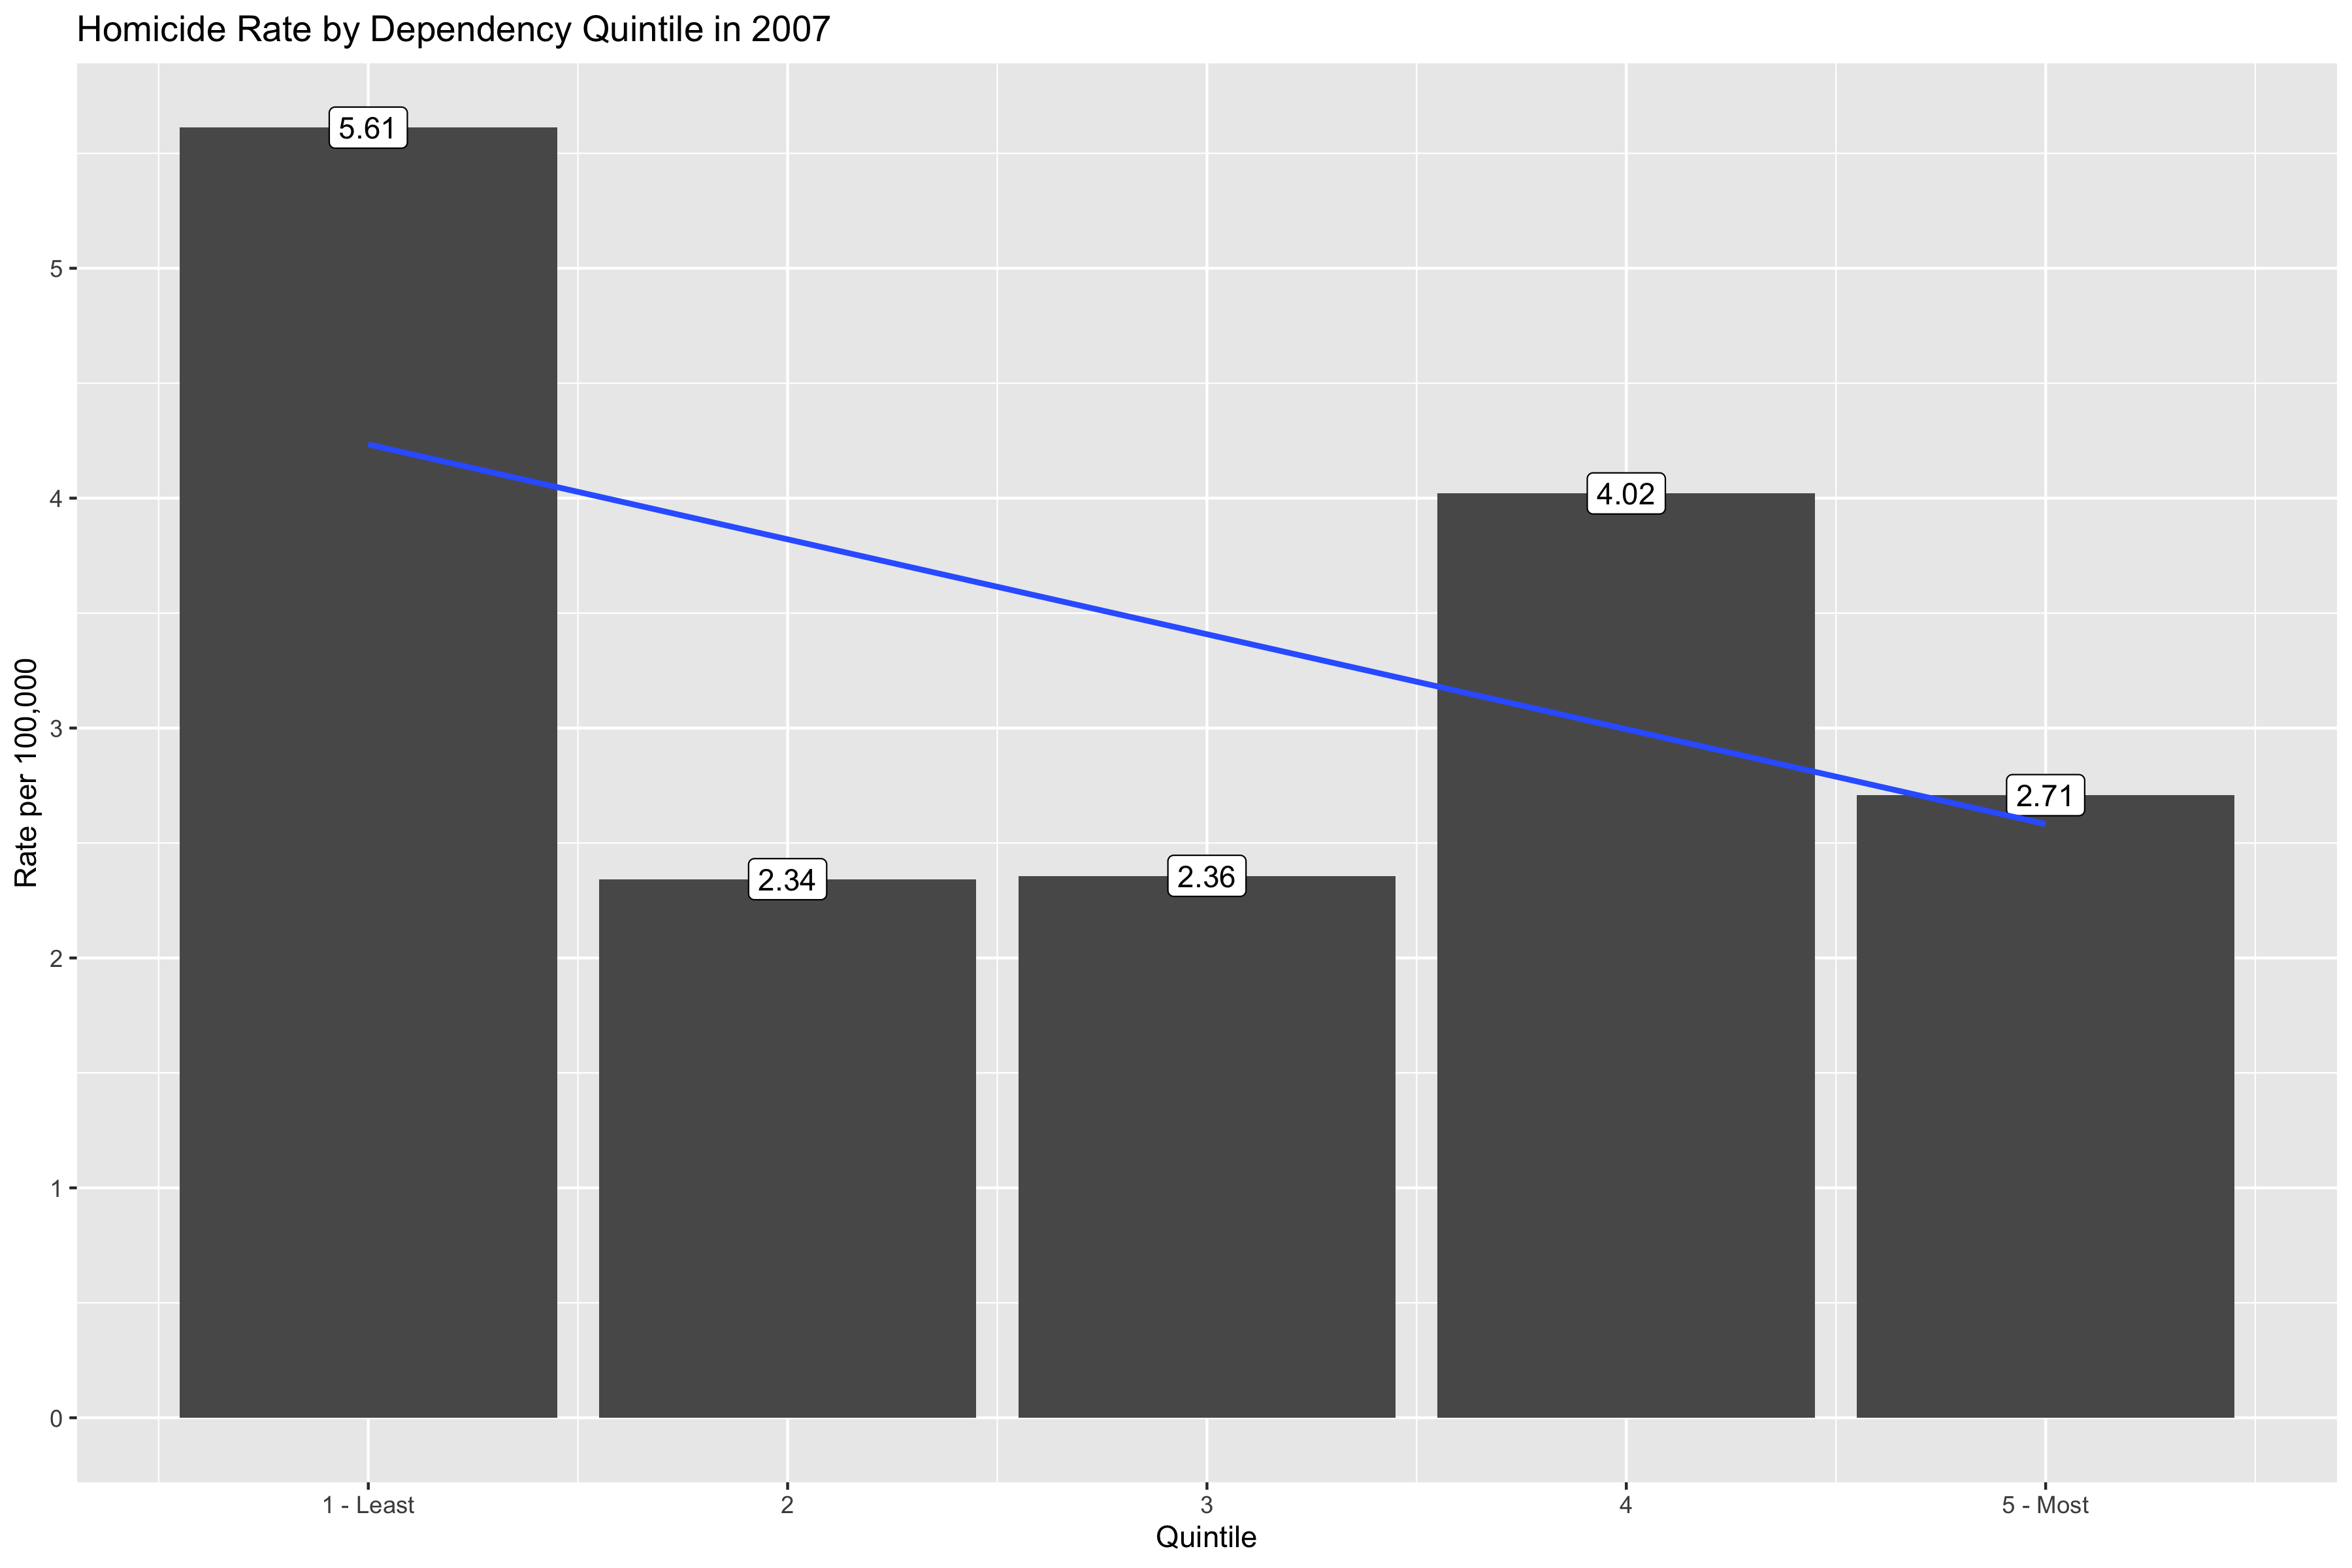 Homicide Rate by Dependency Quintile in 2007
Rate per 100,000
5
4
3
2
1
0
5.61
2.34
2.36
4.02
2.71
1 - Least
2
3
4
5 - Most
Quintile